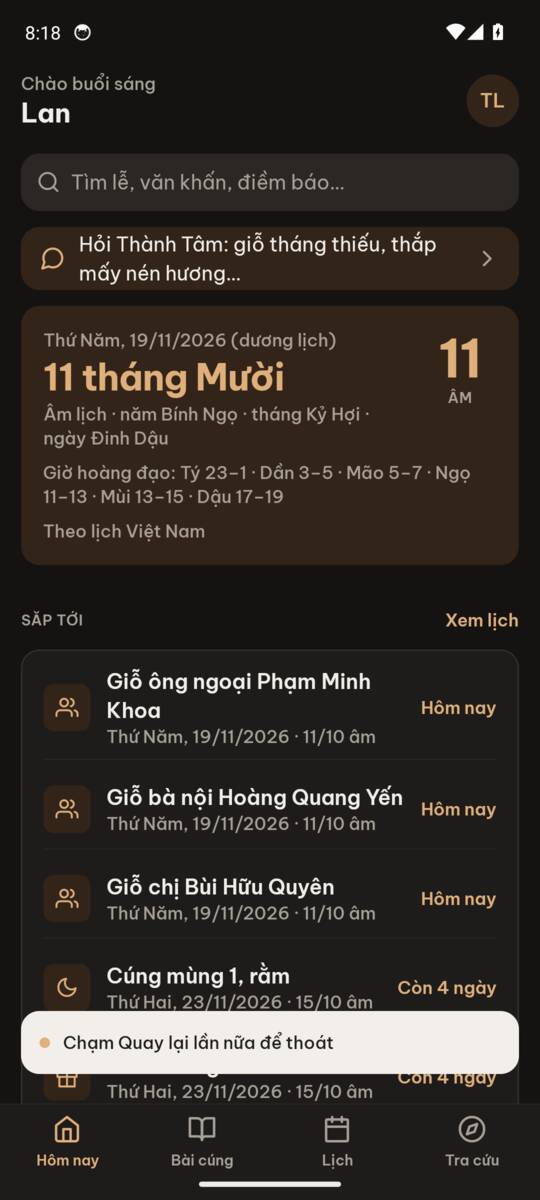 8:18
Chào buổi sáng
Lan
TL
Tìm lễ, văn khấn, điềm báo...
Hỏi Thành Tâm: giỗ tháng thiếu, thắp
mấy nén hương...
Thứ Năm, 19/11/2026 (dương lịch)
11 tháng Mười
11
ÂM
Âm lịch · năm Bính Ngọ · tháng Kỷ Hợi ·
ngày Đinh Dậu
Giờ hoàng đạo: Tý 23–1 · Dần 3–5 · Mão 5–7 · Ngọ
11–13 · Mùi 13–15 · Dậu 17–19
Theo lịch Việt Nam
SẮP TỚI
Xem lịch
Giỗ ông ngoại Phạm Minh
Khoa
Hôm nay
Thứ Năm, 19/11/2026 · 11/10 âm
Giỗ bà nội Hoàng Quang Yến
Hôm nay
Thứ Năm, 19/11/2026 · 11/10 âm
Giỗ chị Bùi Hữu Quyên
Hôm nay
Thứ Năm, 19/11/2026 · 11/10 âm
Cúng mùng 1, rằm
Còn 4 ngày
Thứ Hai, 23/11/2026 · 15/10 âm
Chạm Quay lại lần nữa để thoát
Còn 4 ngày
Thứ Hai, 23/11/2026 · 15/10 âm
Hôm nay
Bài cúng
Lịch
Tra cứu